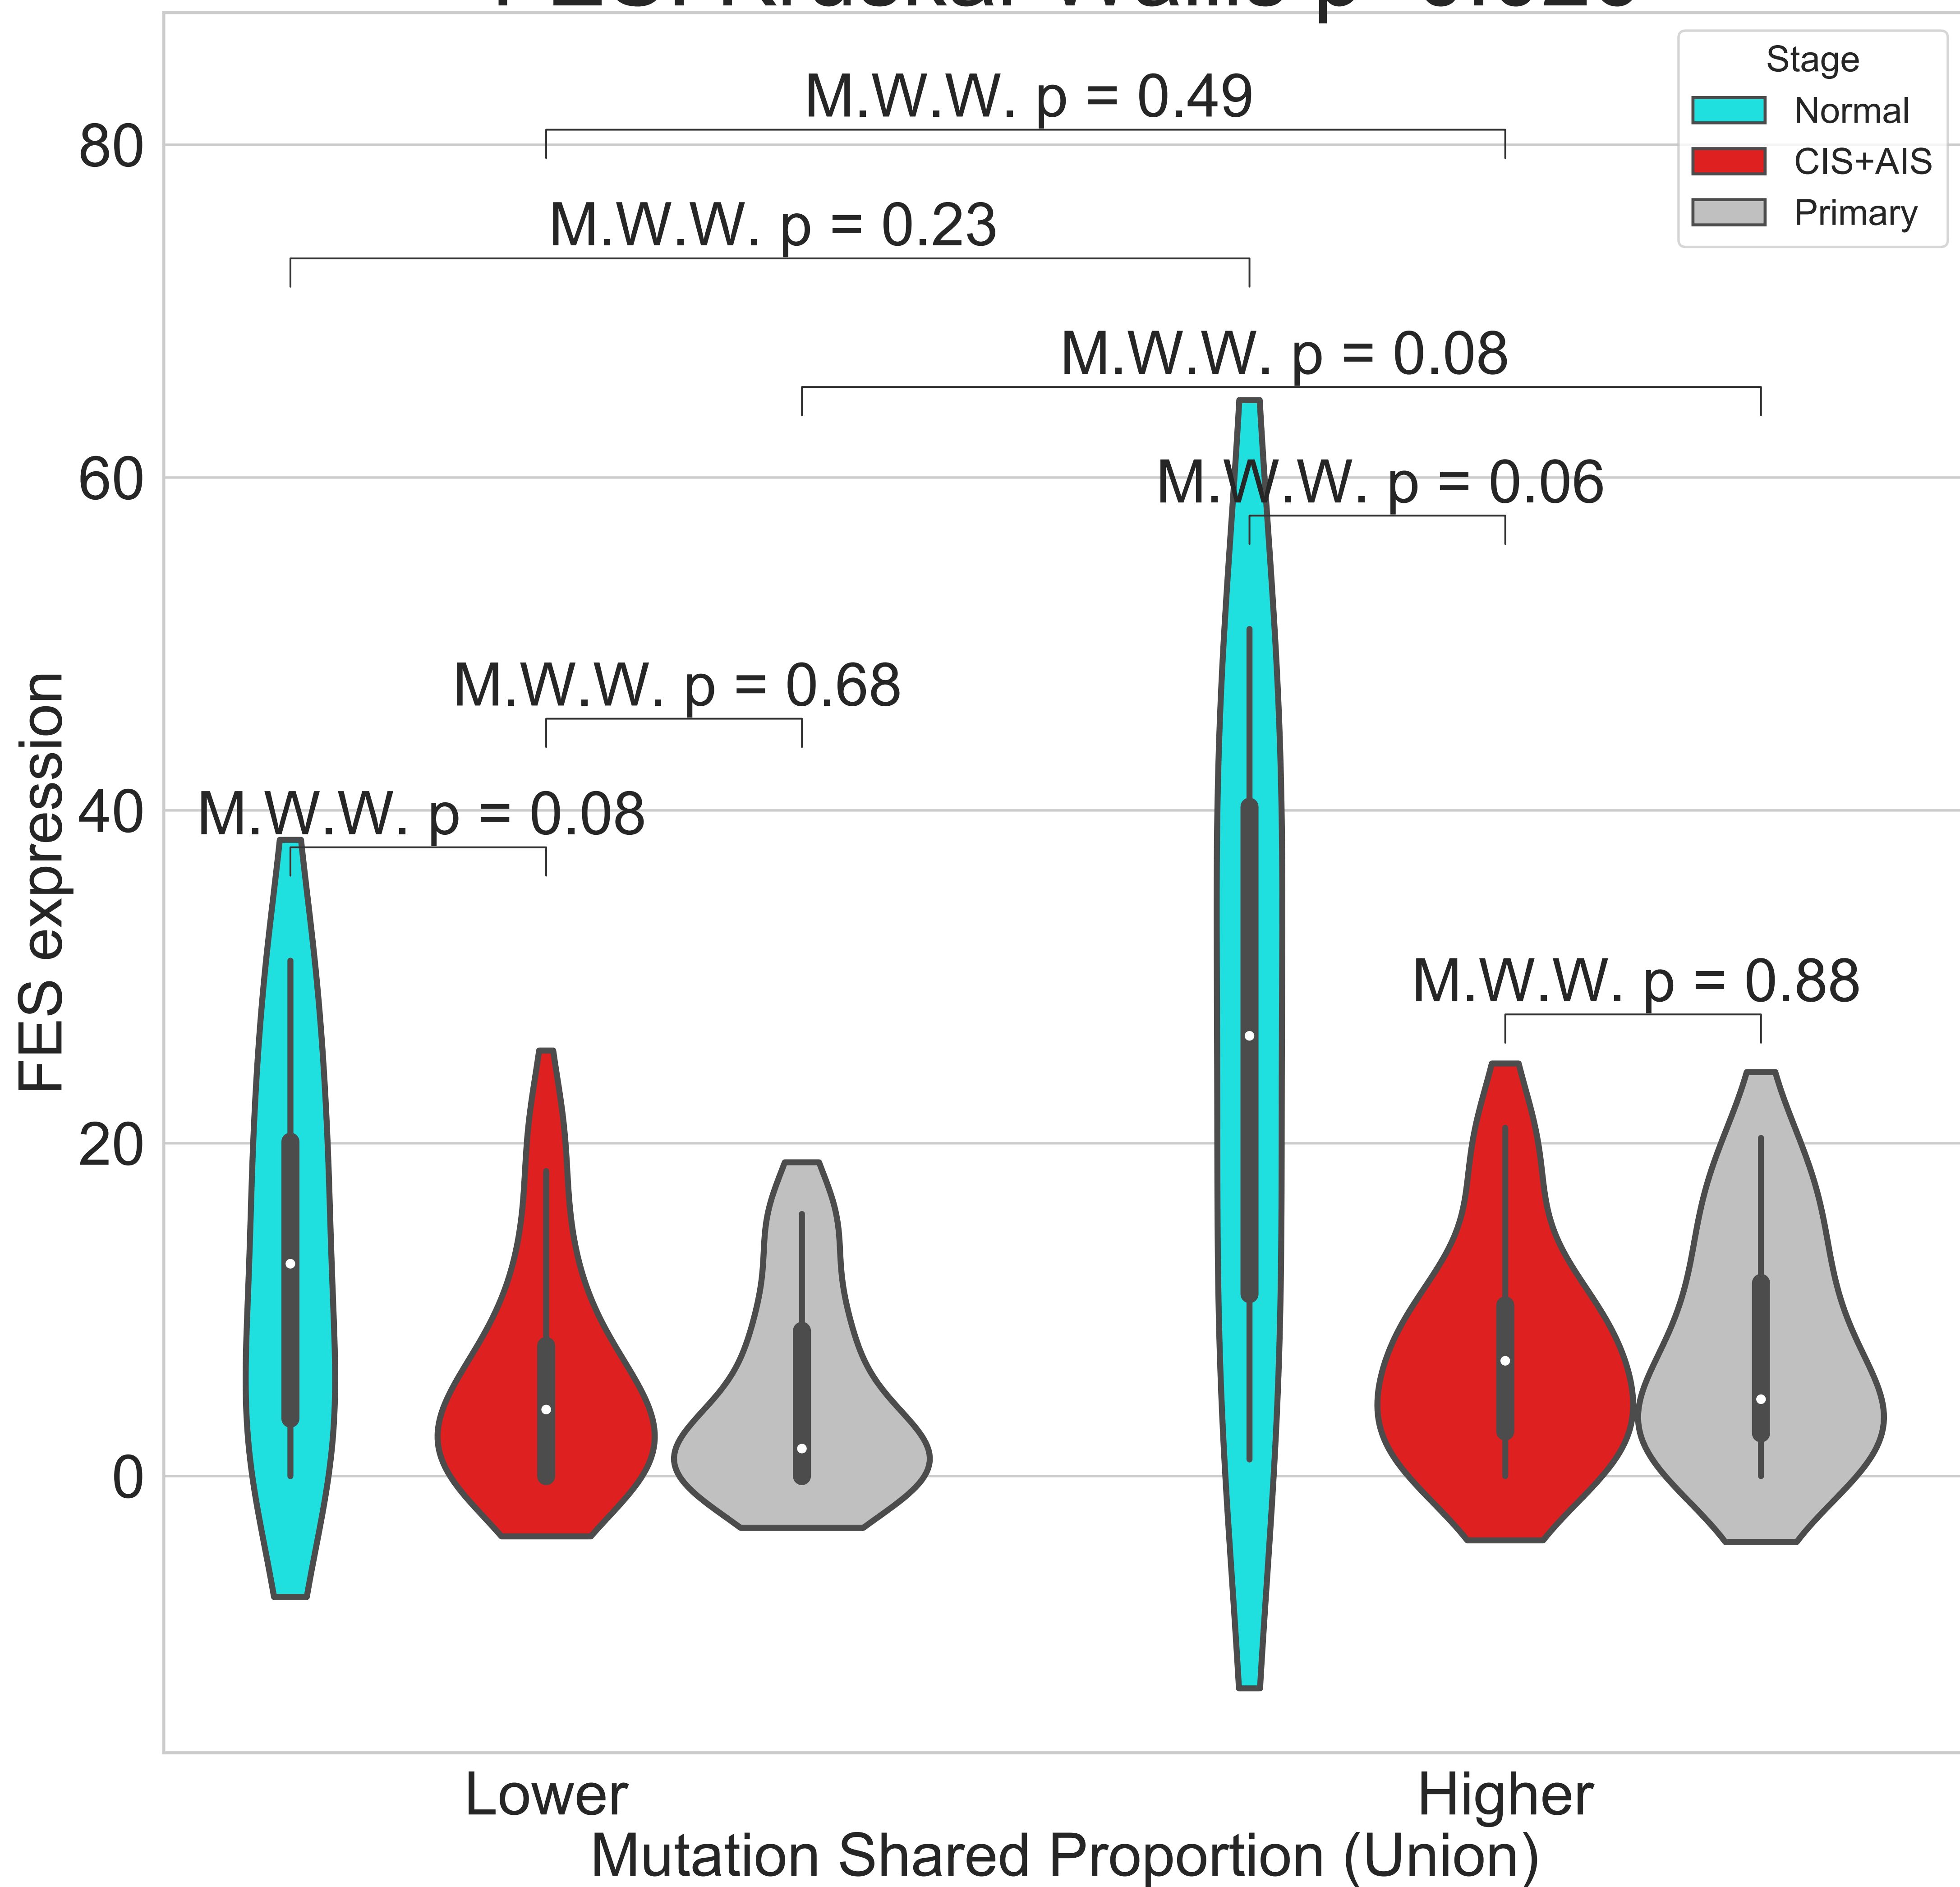 Stage
Normal
CIS+AIS
Primary
M.W.W. p = 0.49
80
M.W.W. p = 0.23
M.W.W. p = 0.08
60
M.W.W. p = 0.06
M.W.W. p = 0.68
40
M.W.W. p = 0.08
M.W.W. p = 0.88
FES expression
20
0
Lower
Higher
Mutation Shared Proportion (Union)